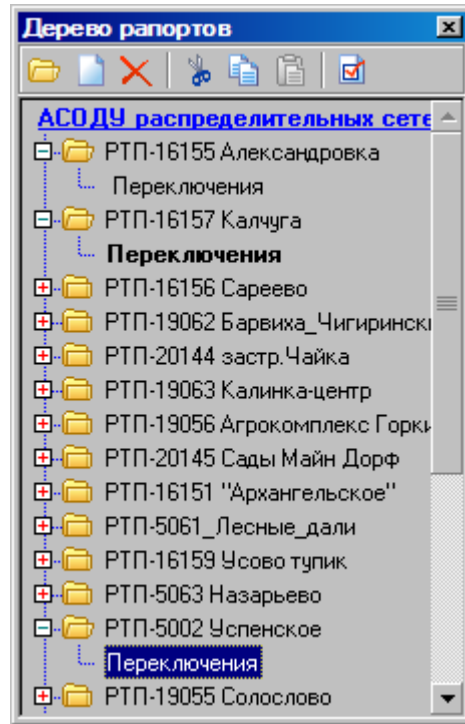 Дерево рапортов
АСОДУ распределительных сете
РТП-16155 Александровка
Переключения
РТП-16157 Калчуга
Переключения
РТП-16156 Сареево
РТП-19062 Барвиха_Чигирински
РТП-20144 застр.Чайка
РТП-19063 Калинка-центр
РТП-19056 Агрокомплекс Горки
РТП-20145 Сады Майн Дорф
РТП-16151 "Архангельское"
РТП-5061_Лесные_дали
РТП-16159 Усово тупик
РТП-5063 Назарьево
РТП-5002 Успенское
Переключения
РТП-19055 Солослово